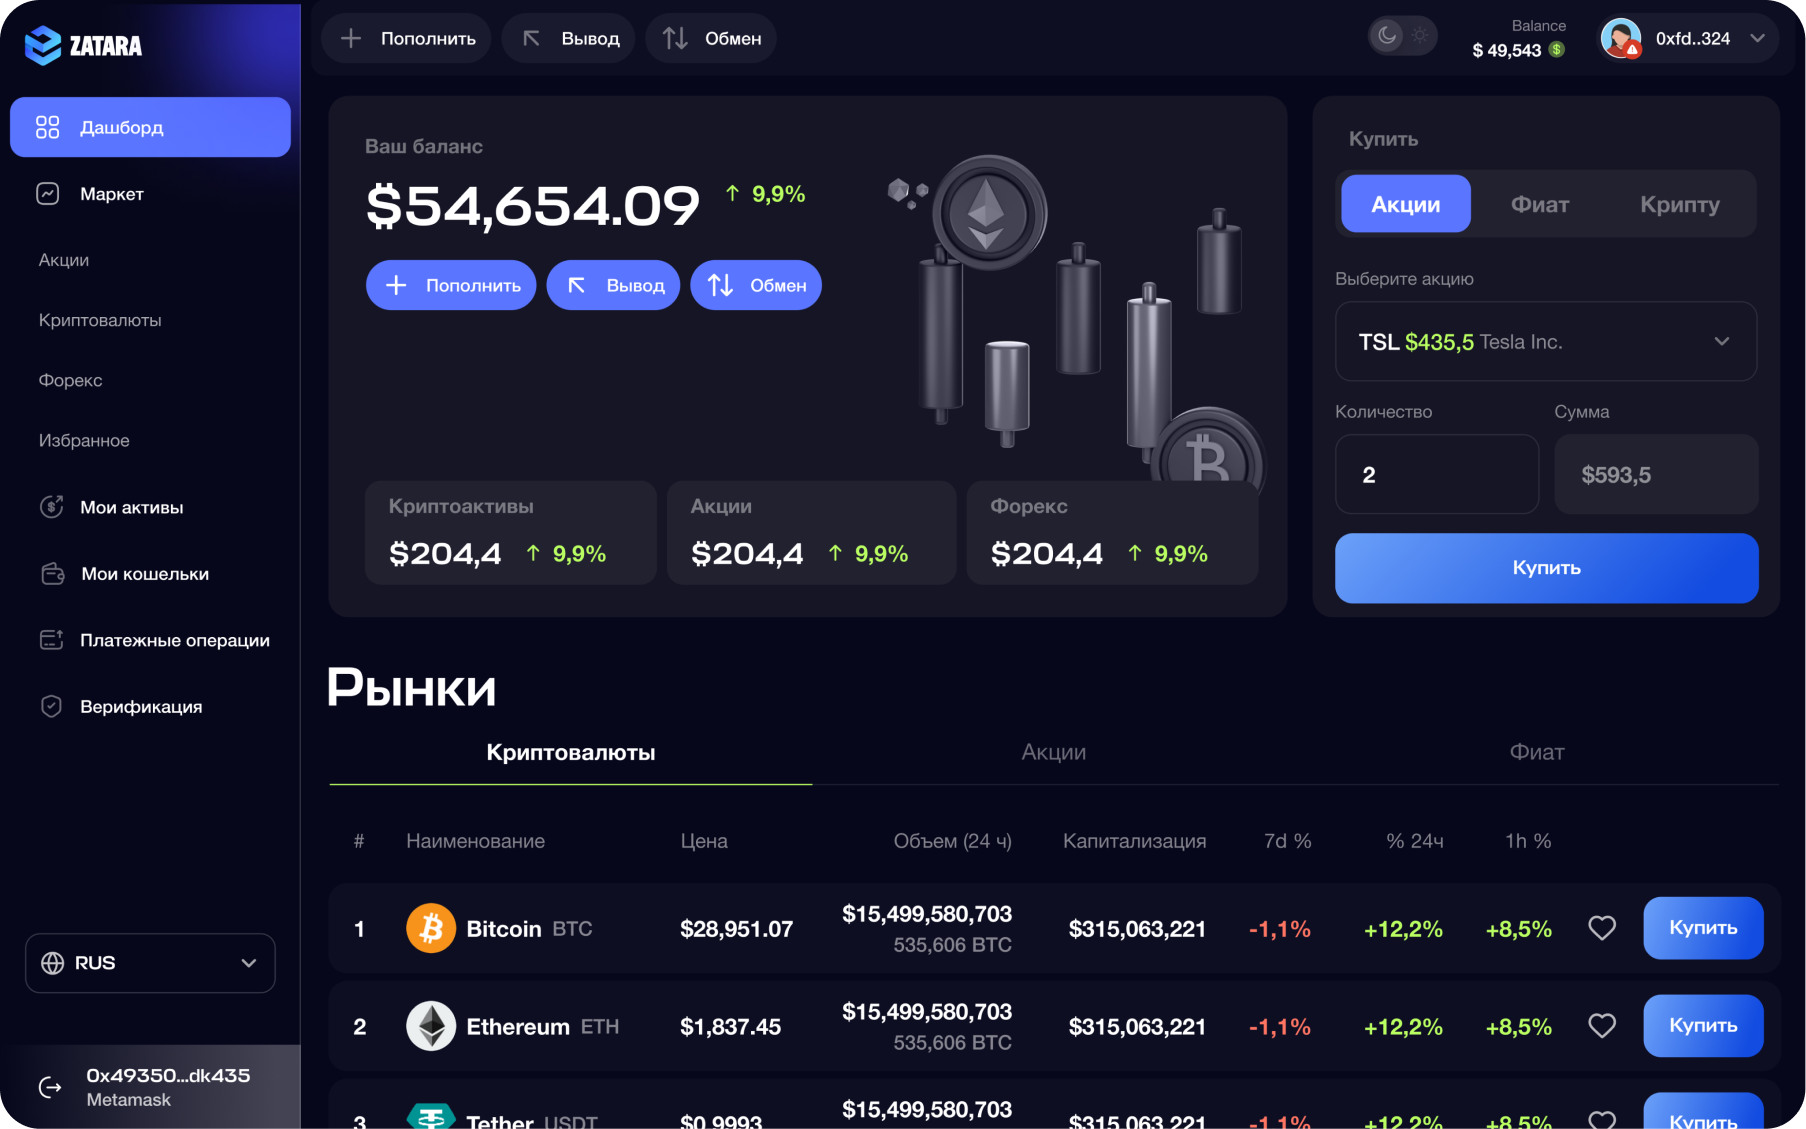 ZATARA
Дашборд
Маркет
Акции
Криптовалюты
Форекс
Избранное
Мои активы
Мои кошельки
Платежные операции
Верификация
RUS
0x49350...dk435
Metamask
Пополнить
Вывод
Обмен
Balance
$ 49,543 $
0xfd..324
Ваш баланс
$54,654.09 ↑ 9,9%
Пополнить
Вывод
Обмен
Криптоактивы
$204,4 ↑ 9,9%
Акции
$204,4 ↑ 9,9%
Форекс
$204,4 ↑ 9,9%
Купить
Акции Фиат Крипту
Выберите акцию
TSL $435,5 Tesla Inc.
Количество Сумма
2 $593,5
Купить
Рынки
Криптовалюты Акции Фиат
# Наименование Цена Объем (24 ч) Капитализация 7d % % 24ч 1h %
1 Bitcoin BTC $28,951.07 $15,499,580,703 $315,063,221 -1,1% +12,2% +8,5% Купить
535,606 BTC
2 Ethereum ETH $1,837.45 $15,499,580,703 $315,063,221 -1,1% +12,2% +8,5% Купить
535,606 BTC
3 Tether USDT $0.9993 $15,499,580,703 $315,063,221 -1,1% +12,2% +8,5% Купить